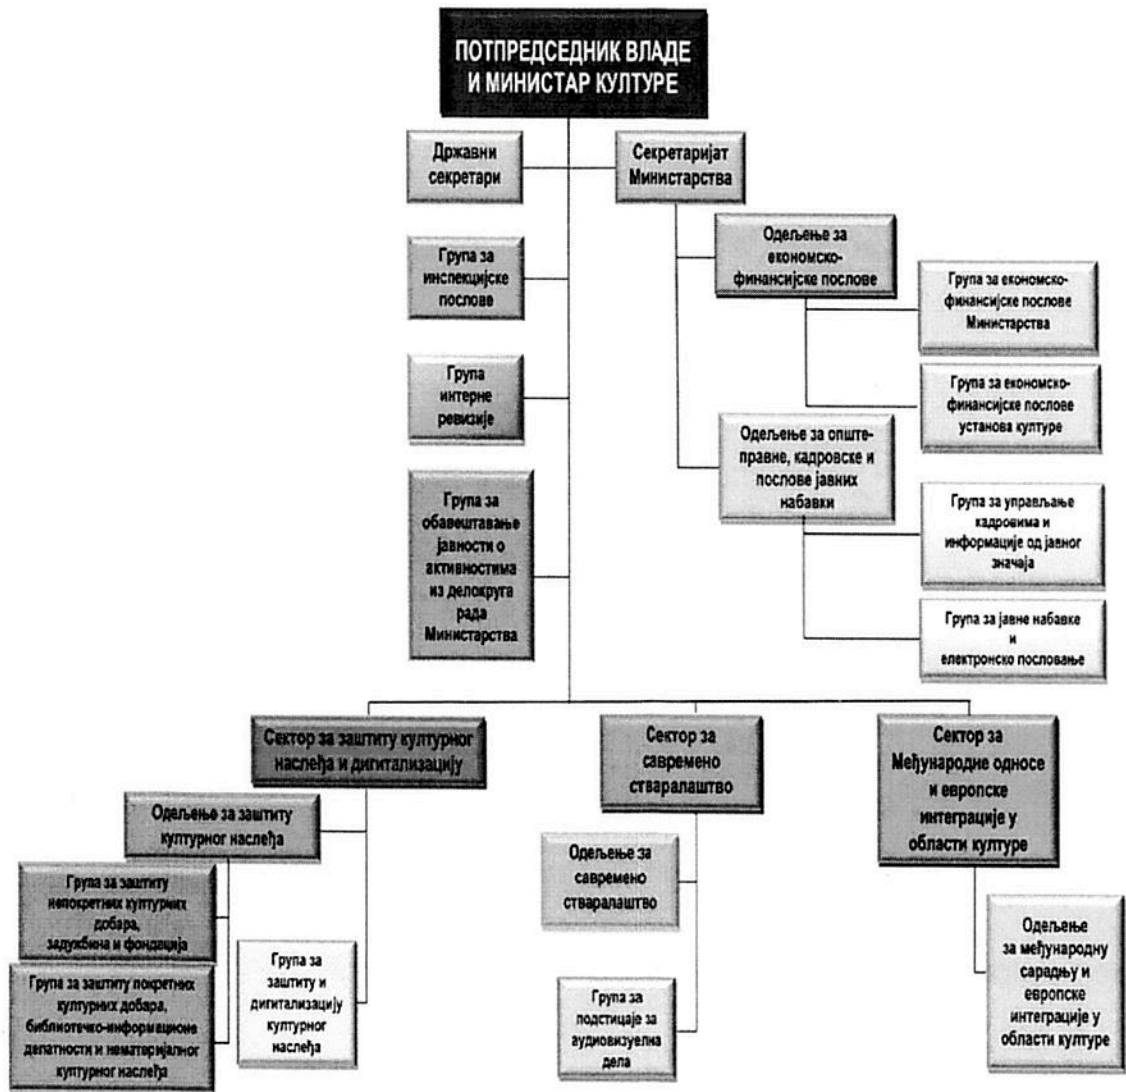 ПОТПРЕДСЕДНИК ВЛАДЕ
И МИНИСТАР КУЛТУРЕ
Државни
секретари
Секретаријат
Министарства
Група за
инспекцијске
послове
Одељење за
економско-
финансијске послове
Група за економско-
финансијске послове
Министарства
Група
интерне
ревизије
Група за економско-
финансијске послове
установа културе
Одељење за опште-
правне, кадровске и
послове јавних
набавки
Група за
обавештавање
јавности о
активностима
из делокруга
рада
Министарства
Група за управљање
кадровима и
информације од јавног
значаја
Група за јавне набавке
и
електронско пословање
Сектор за заштиту културног
наслеђа и дигитализацију
Сектор за
савремено
стваралаштво
Сектор за
Међународне односе
и европске
интеграције у
области културе
Одељење за заштиту
културног наслеђа
Група за заштиту
непокретних културних
добара,
задужбина и фондација
Група за заштиту покретних
културних добара,
библиотечко-информационе
делатности и нематеријалног
културног наслеђа
Група за
заштиту и
дигитализацију
културног
наслеђа
Одељење за
савремено
стваралаштво
Група за
подстицаје за
аудиовизуелна
дела
Одељење
за међународну
сарадњу и
европске
интеграције у
области културе